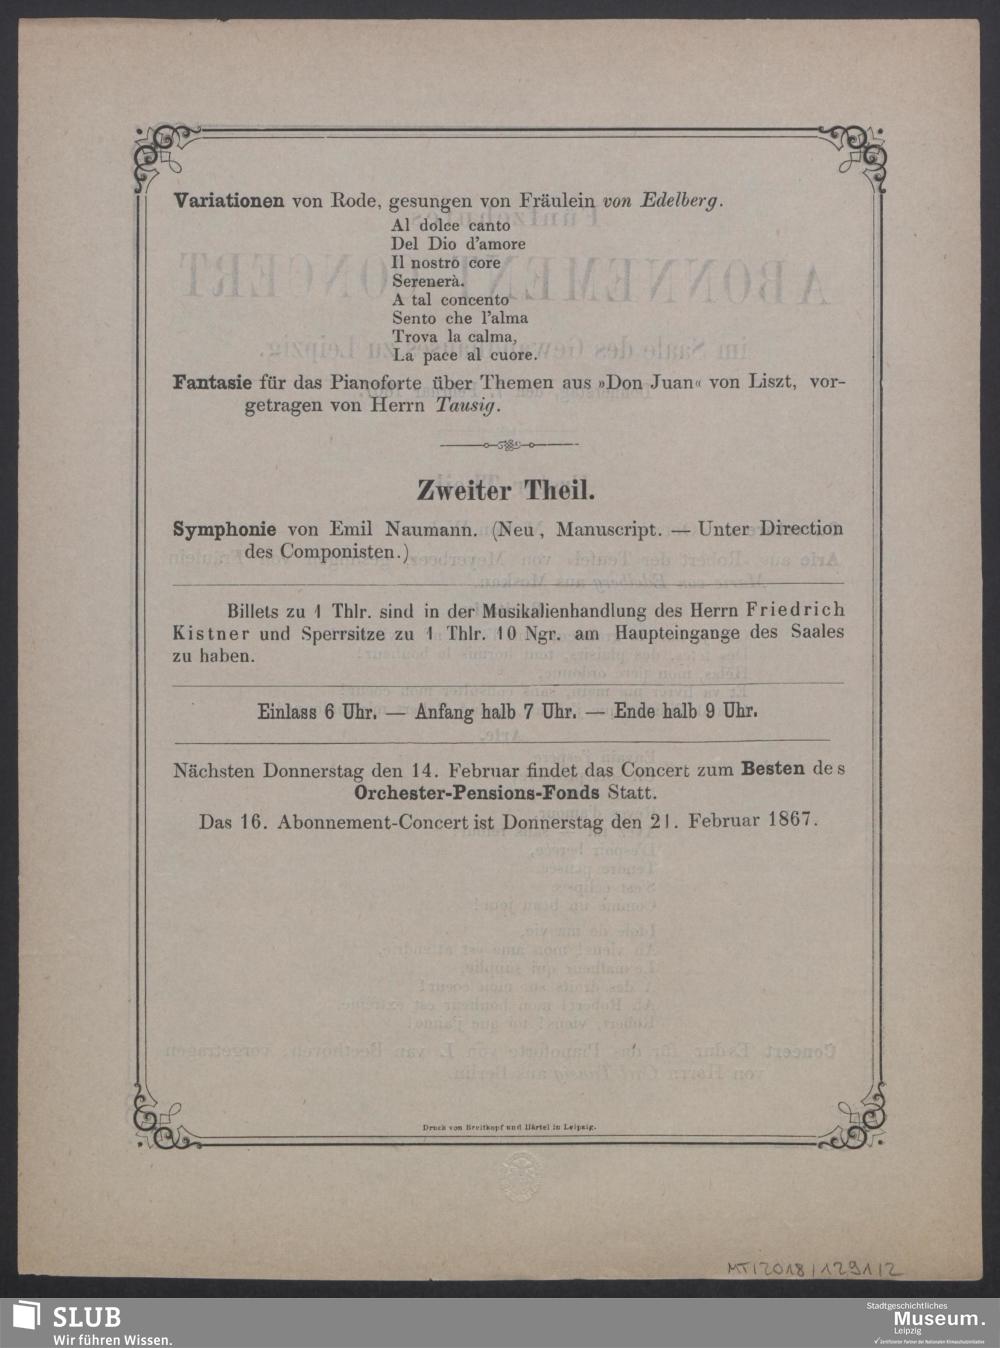 Variationen von Rode, gesungen von Fräulein von Edelberg.
Al dolce canto
Del Dio d'amore
Il nostro core
Serenerà.
A tal concento
Sento che l'alma
Trova la calma,
La pace al cuore.
Fantasie für das Pianoforte über Themen aus »Don Juan« von Liszt, vor-
getragen von Herrn Tausig.
Zweiter Theil.
Symphonie von Emil Naumann. (Neu, Manuscript. — Unter Direction
des Componisten.)
Billets zu 1 Thlr. sind in der Musikalienhandlung des Herrn Friedrich
Kistner und Sperrsitze zu 1 Thlr. 10 Ngr. am Haupteingange des Saales
zu haben.
Einlass 6 Uhr. — Anfang halb 7 Uhr. — Ende halb 9 Uhr.
Nächsten Donnerstag den 14. Februar findet das Concert zum Besten des
Orchester-Pensions-Fonds Statt.
Das 16. Abonnement-Concert ist Donnerstag den 21. Februar 1867.
Druck von Breitkopf und Härtel in Leipzig.
MT/2018/1291/2
SLUB
Wir führen Wissen.
Stadtgeschichtliches
Museum.
Leipzig
Zertifizierter Partner der Nationalen Klimaschutzinitiative